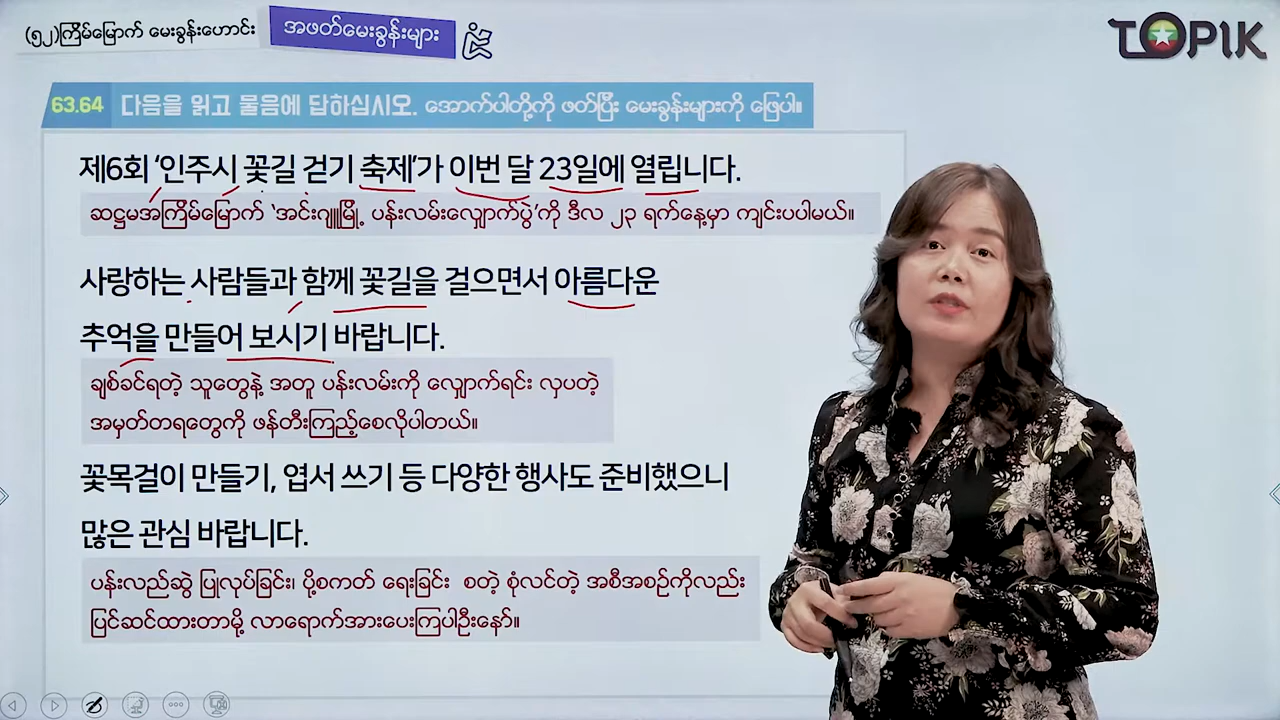 (၅၂)ကြိမ်မြောက် မေးခွန်းဟောင်း
အဖတ်မေးခွန်းများ
TOPIK
63.64 다음을 읽고 물음에 답하십시오. အောက်ပါတို့ကို ဖတ်ပြီး မေးခွန်းများကို ဖြေပါ။
제6회 ‘인주시 꽃길 걷기 축제’가 이번 달 23일에 열립니다.
ဆဋ္ဌမအကြိမ်မြောက် ‘အင်းဂျူမြို့ ပန်းလမ်းလျှောက်ပွဲ’ကို ဒီလ ၂၃ ရက်နေ့မှာ ကျင်းပပါမယ်။
사랑하는 사람들과 함께 꽃길을 걸으면서 아름다운
추억을 만들어 보시기 바랍니다.
ချစ်ခင်ရတဲ့ သူတွေနဲ့ အတူ ပန်းလမ်းကို လျှောက်ရင်း လှပတဲ့
အမှတ်တရတွေကို ဖန်တီးကြည့်စေလိုပါတယ်။
꽃목걸이 만들기, 엽서 쓰기 등 다양한 행사도 준비했으니
많은 관심 바랍니다.
ပန်းလည်ဆွဲ ပြုလုပ်ခြင်း၊ ပို့စကတ် ရေးခြင်း စတဲ့ စုံလင်တဲ့ အစီအစဉ်ကိုလည်း
ပြင်ဆင်ထားတာမို့ လာရောက်အားပေးကြပါဦးနော်။